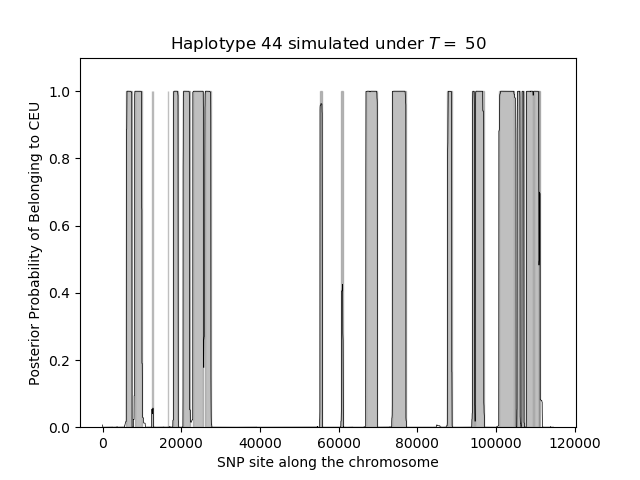 Haplotype 44 simulated under T = 50
Posterior Probability of Belonging to CEU
1.0
0.8
0.6
0.4
0.2
0.0
0 20000 40000 60000 80000 100000 120000
SNP site along the chromosome